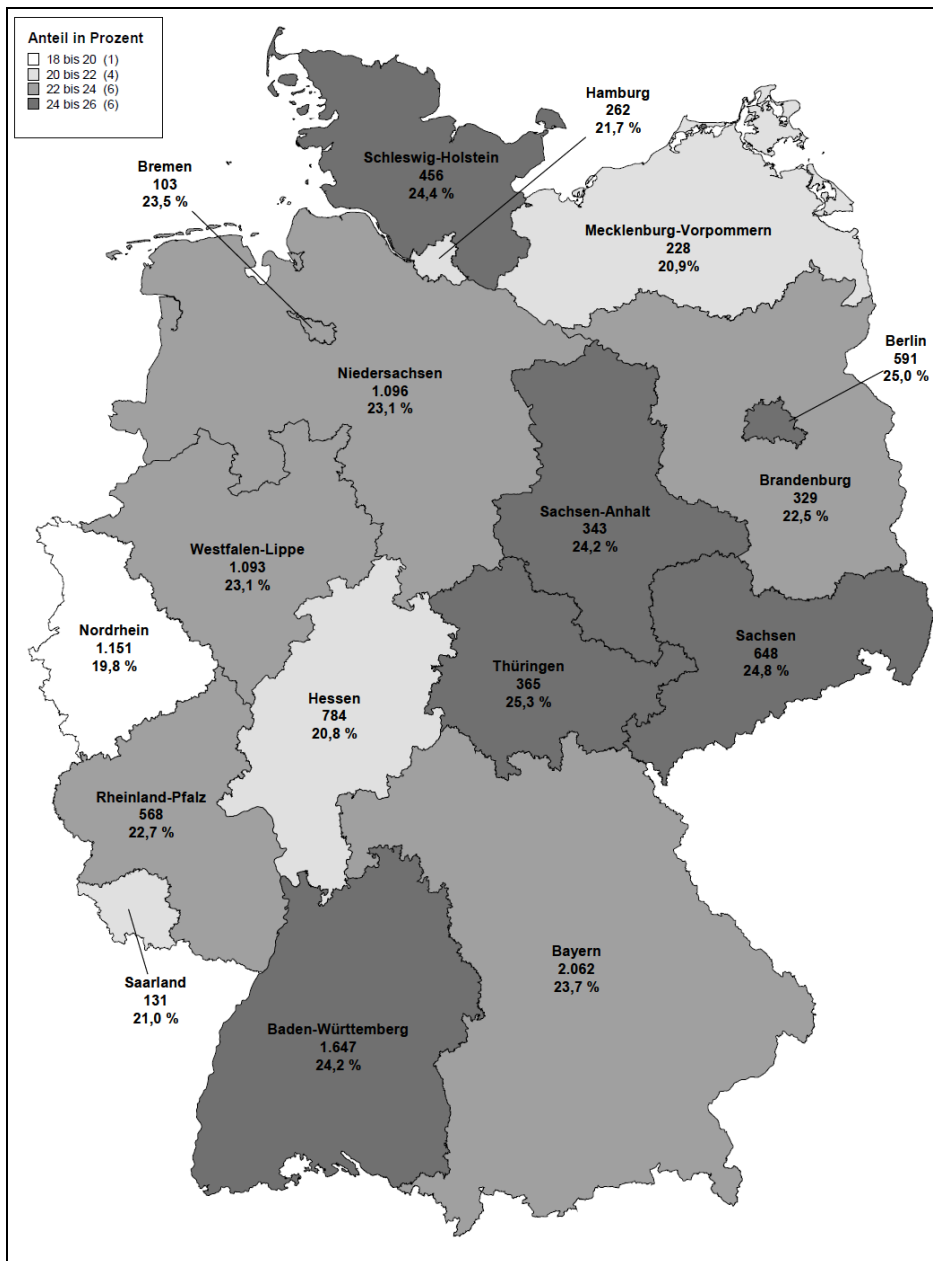 Anteil in Prozent
18 bis 20 (1)
20 bis 22 (4)
22 bis 24 (6)
24 bis 26 (6)
Hamburg
262
21,7 %
Schleswig-Holstein
456
24,4 %
Bremen
103
23,5 %
Mecklenburg-Vorpommern
228
20,9%
Berlin
591
25,0 %
Niedersachsen
1.096
23,1 %
Brandenburg
329
22,5 %
Sachsen-Anhalt
343
24,2 %
Westfalen-Lippe
1.093
23,1 %
Nordrhein
1.151
19,8 %
Sachsen
648
24,8 %
Thüringen
365
25,3 %
Hessen
784
20,8 %
Rheinland-Pfalz
568
22,7 %
Bayern
2.062
23,7 %
Saarland
131
21,0 %
Baden-Württemberg
1.647
24,2 %